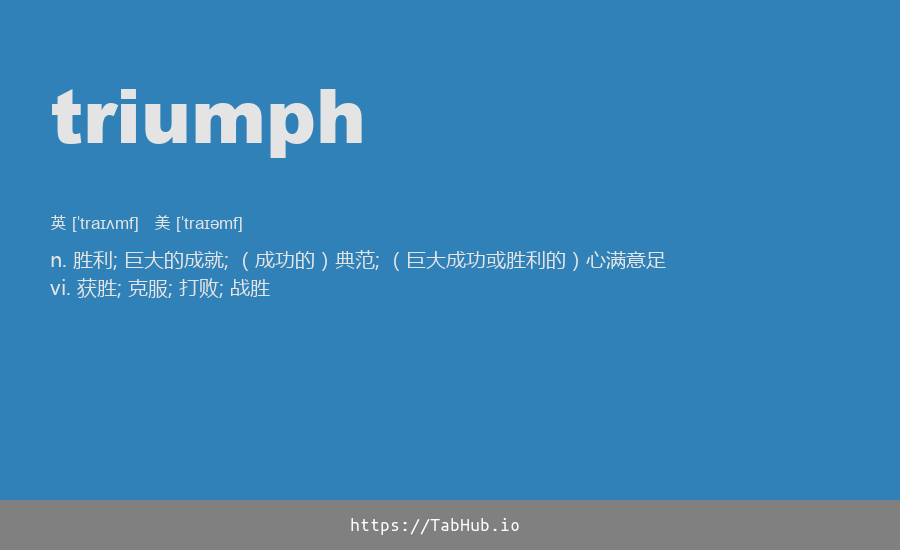 triumph
英 [ˈtraɪʌmf] 美 [ˈtraɪəmf]
n. 胜利; 巨大的成就; （成功的）典范; （巨大成功或胜利的）心满意足
vi. 获胜; 克服; 打败; 战胜
https://TabHub.io